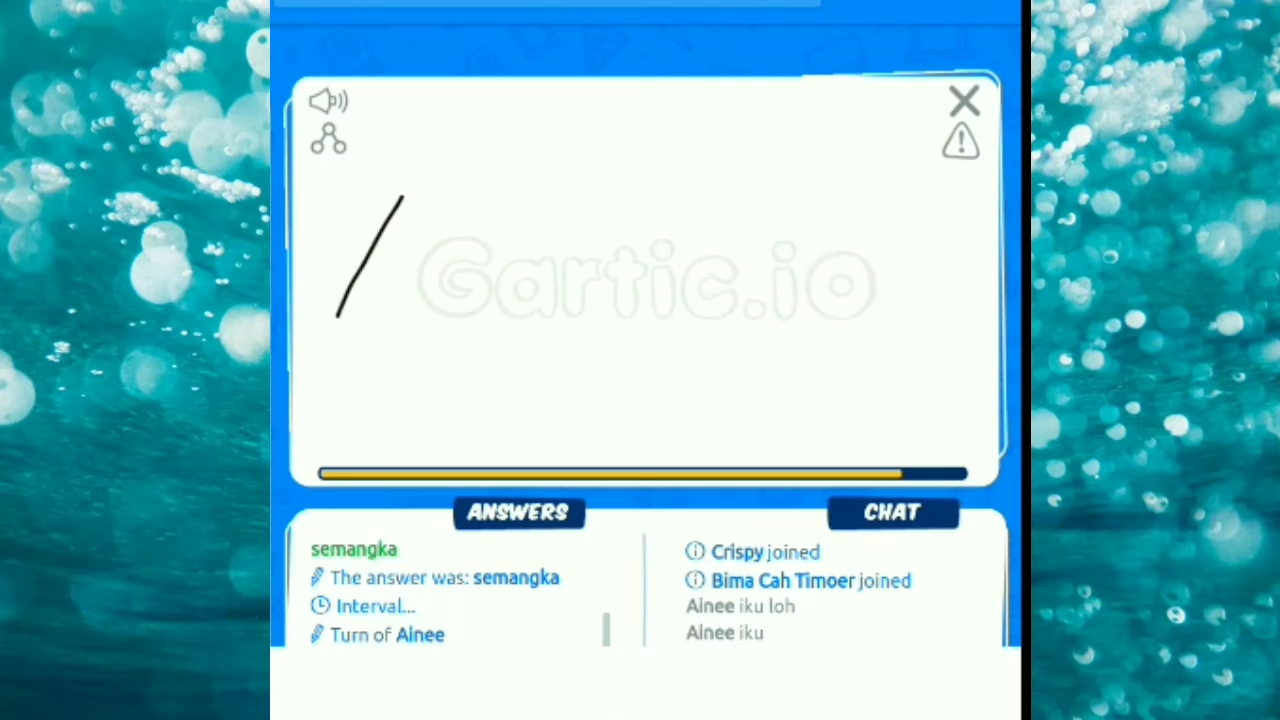 Gartic.io
ANSWERS
CHAT
semangka
The answer was: semangka
Interval...
Turn of Ainee
Crispy joined
Bima Cah Timoer joined
Ainee iku loh
Ainee iku